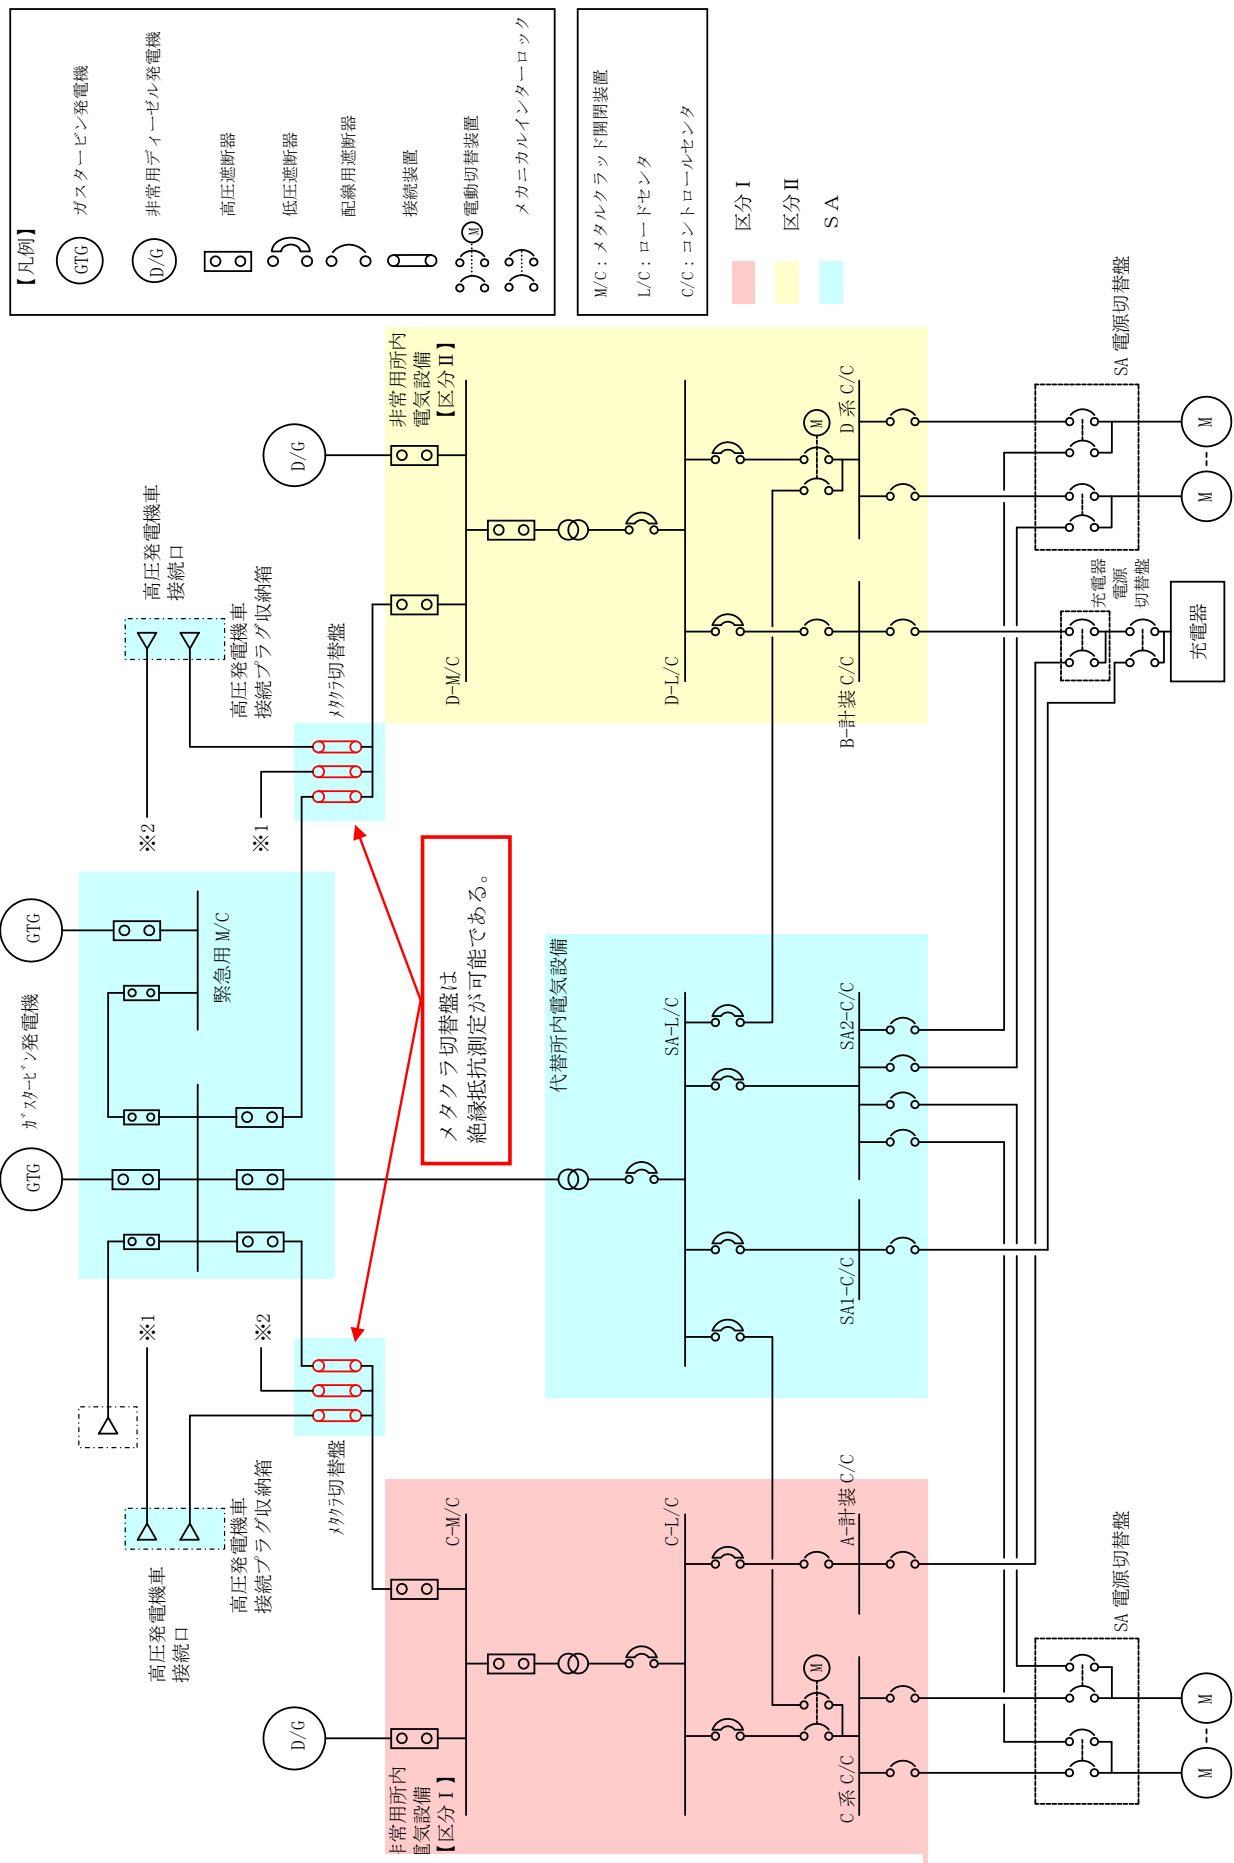 【凡例】
GTG
ガスタービン発電機
D/G
非常用ディーゼル発電機
高圧遮断器
低圧遮断器
配線用遮断器
接続装置
M
電動切替装置
メカニカルインターロック
M/C：メタルクラッド開閉装置
L/C：ロードセンタ
C/C：コントロールセンタ
区分Ⅰ
区分Ⅱ
ＳＡ
GTG
GTG
ｶﾞｽﾀｰﾋﾞﾝ発電機
緊急用 M/C
高圧発電機車
接続口
高圧発電機車
接続プラグ収納箱
※1
※2
ﾒﾀｸﾗ切替盤
高圧発電機車
接続口
高圧発電機車
接続プラグ収納箱
※2
※1
ﾒﾀｸﾗ切替盤
メタクラ切替盤は
絶縁抵抗測定が可能である。
D/G
非常用所内
電気設備
【区分Ⅰ】
C-M/C
C-L/C
M
C 系 C/C
A-計装 C/C
代替所内電気設備
SA-L/C
SA1-C/C
SA2-C/C
D/G
非常用所内
電気設備
【区分Ⅱ】
D-M/C
D-L/C
M
D 系 C/C
B-計装 C/C
SA 電源切替盤
M
M
充電器
電源
切替盤
充電器
SA 電源切替盤
M
M